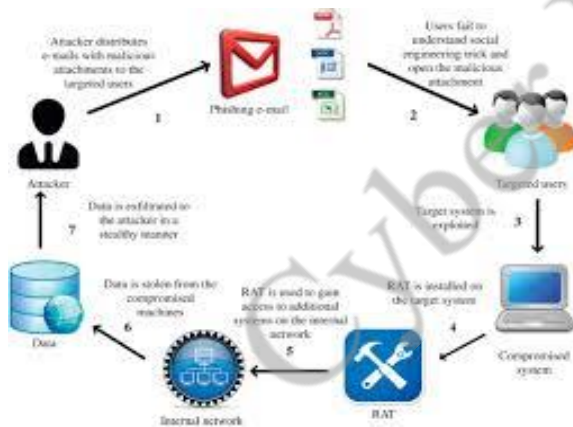 Attacker distributes
e-mails with malicious
attachments to the
targeted users
1
Phishing e-mail
Users fail to
understand social
engineering trick and
open the malicious
attachment
2
Attacker
Targeted users
7
Data is exfiltrated to
the attacker in a
stealthy manner
Target system is
exploited
3
Data is stolen from the
compromised
machines
6
RAT is used to gain
access to additional
systems on the internal
network
5
RAT is installed on
the target system
4
Data
Internal network
RAT
Compromised
system
Cyber